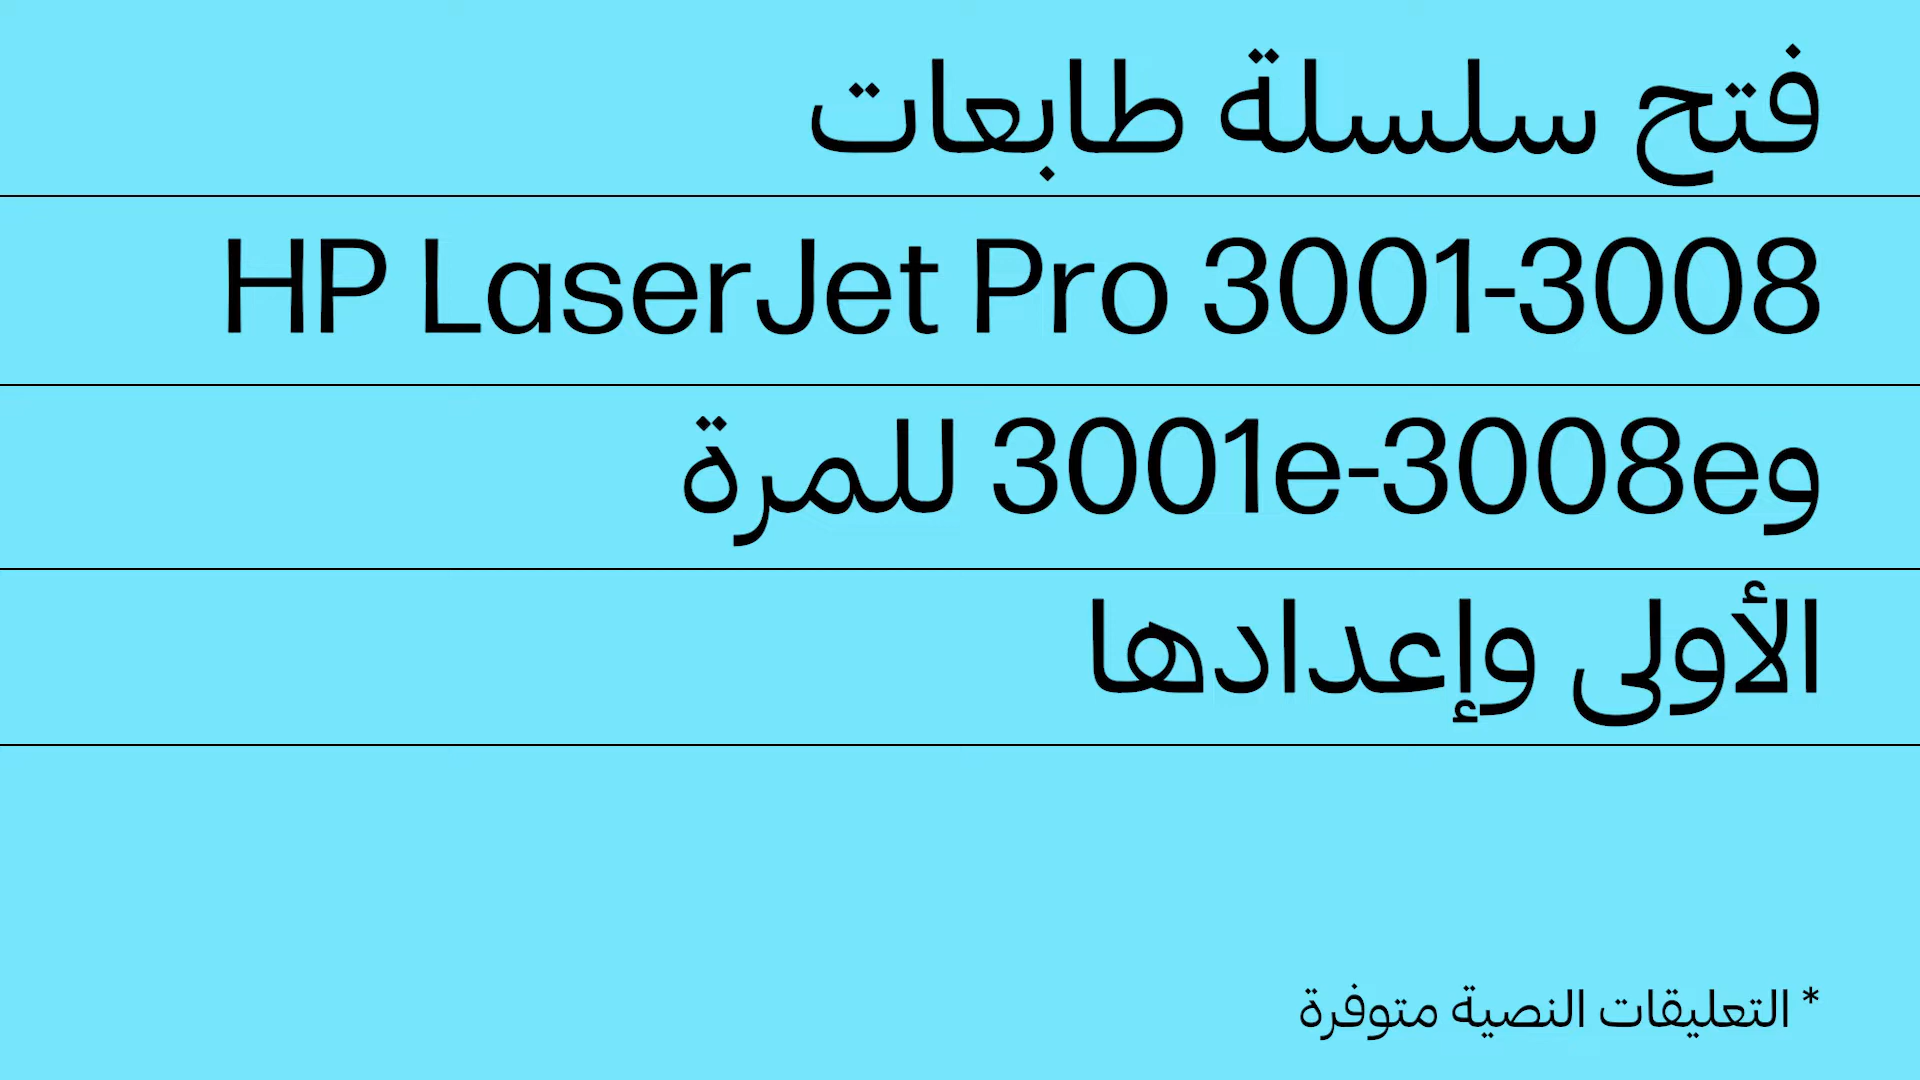 فتح سلسلة طابعات
HP LaserJet Pro 3001-3008
و3001e-3008e للمرة
الأولى وإعدادها
* التعليقات النصية متوفرة